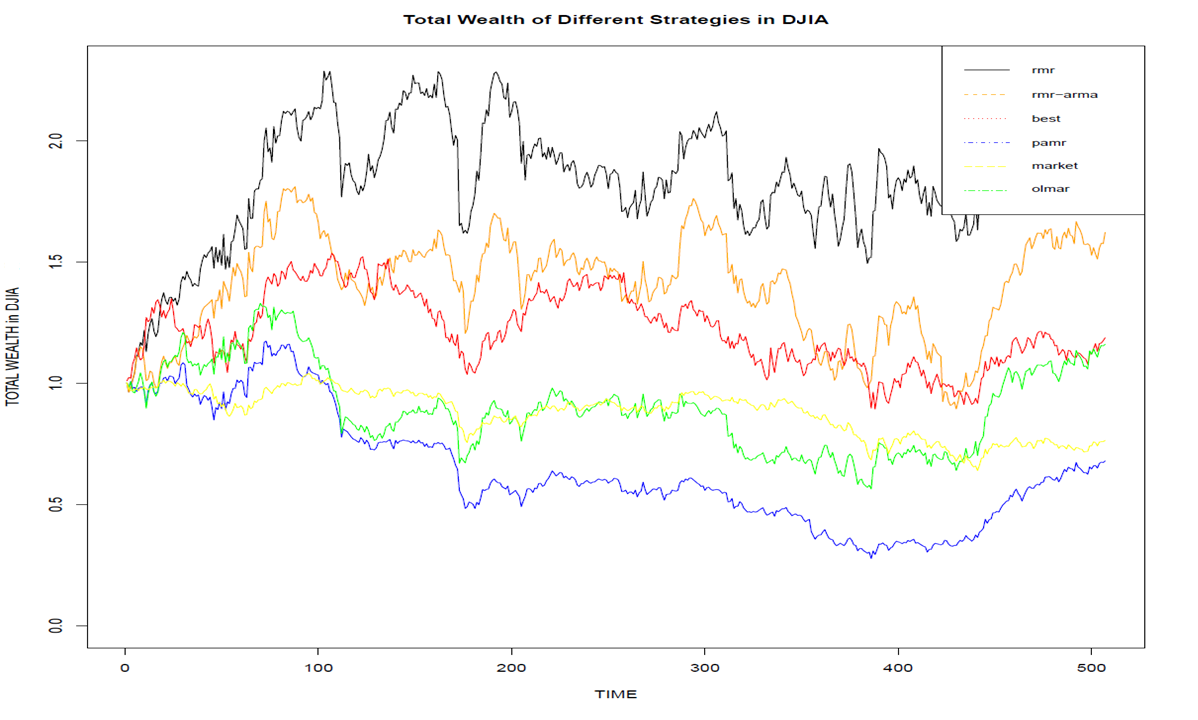 Total Wealth of Different Strategies in DJIA
TOTAL WEALTH in DJIA
2.0
1.5
1.0
0.5
0.0
rmr
rmr-arma
best
pamr
market
olmar
0 100 200 300 400 500
TIME